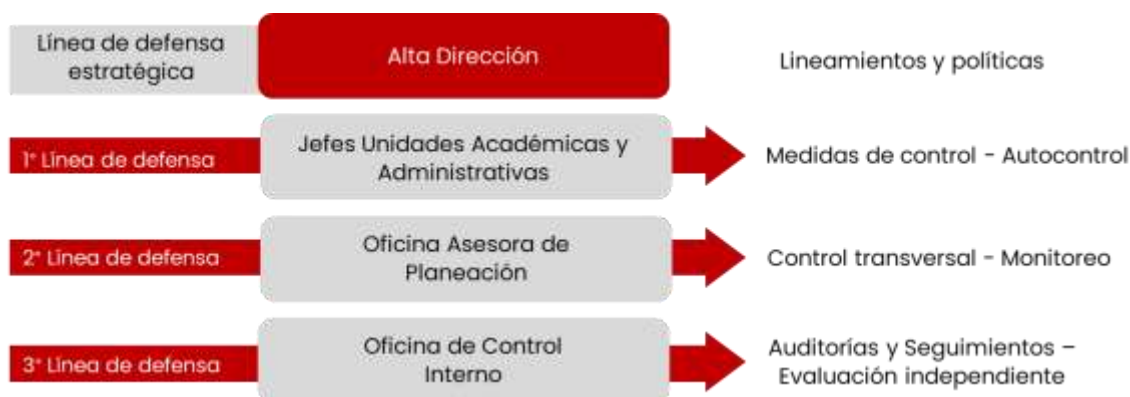 Línea de defensa
estratégica
Alta Dirección
Lineamientos y políticas
1° Línea de defensa
Jefes Unidades Académicas y
Administrativas
Medidas de control - Autocontrol
2° Línea de defensa
Oficina Asesora de
Planeación
Control transversal - Monitoreo
3° Línea de defensa
Oficina de Control
Interno
Auditorías y Seguimientos –
Evaluación independiente